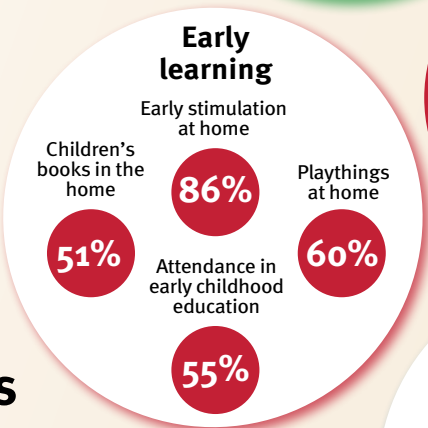 Early
learning
Early stimulation
at home
86%
Children's
books in the
home
51%
Playthings
at home
60%
Attendance in
early childhood
education
55%
s